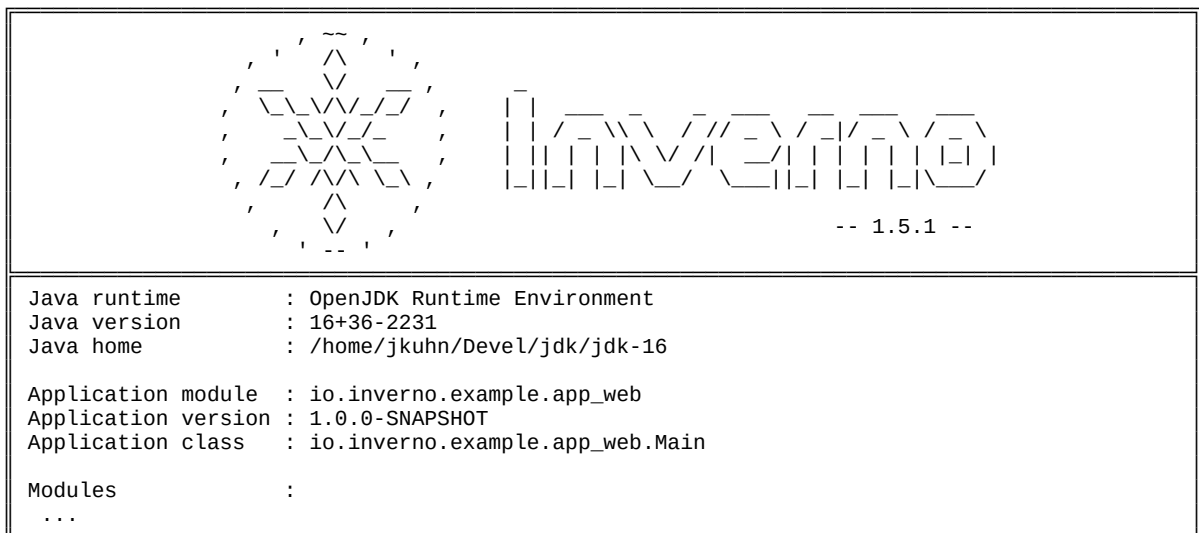 Inverno
-- 1.5.1 --
Java runtime : OpenJDK Runtime Environment
Java version : 16+36-2231
Java home : /home/jkuhn/Devel/jdk/jdk-16
Application module : io.inverno.example.app_web
Application version : 1.0.0-SNAPSHOT
Application class : io.inverno.example.app_web.Main
Modules :
...